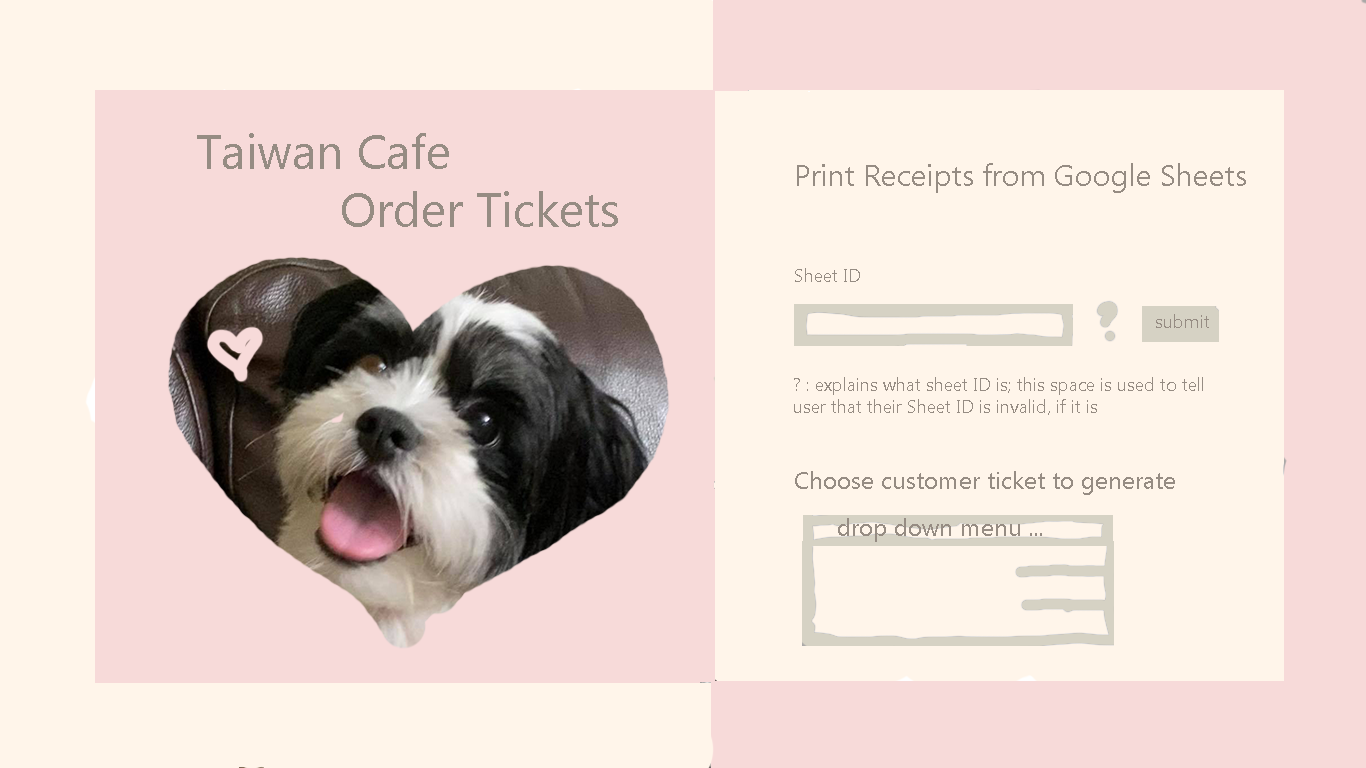 Taiwan Cafe
Order Tickets
Print Receipts from Google Sheets
Sheet ID
?
submit
? : explains what sheet ID is; this space is used to tell
user that their Sheet ID is invalid, if it is
Choose customer ticket to generate
drop down menu ...